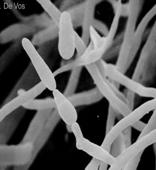 . De Vos